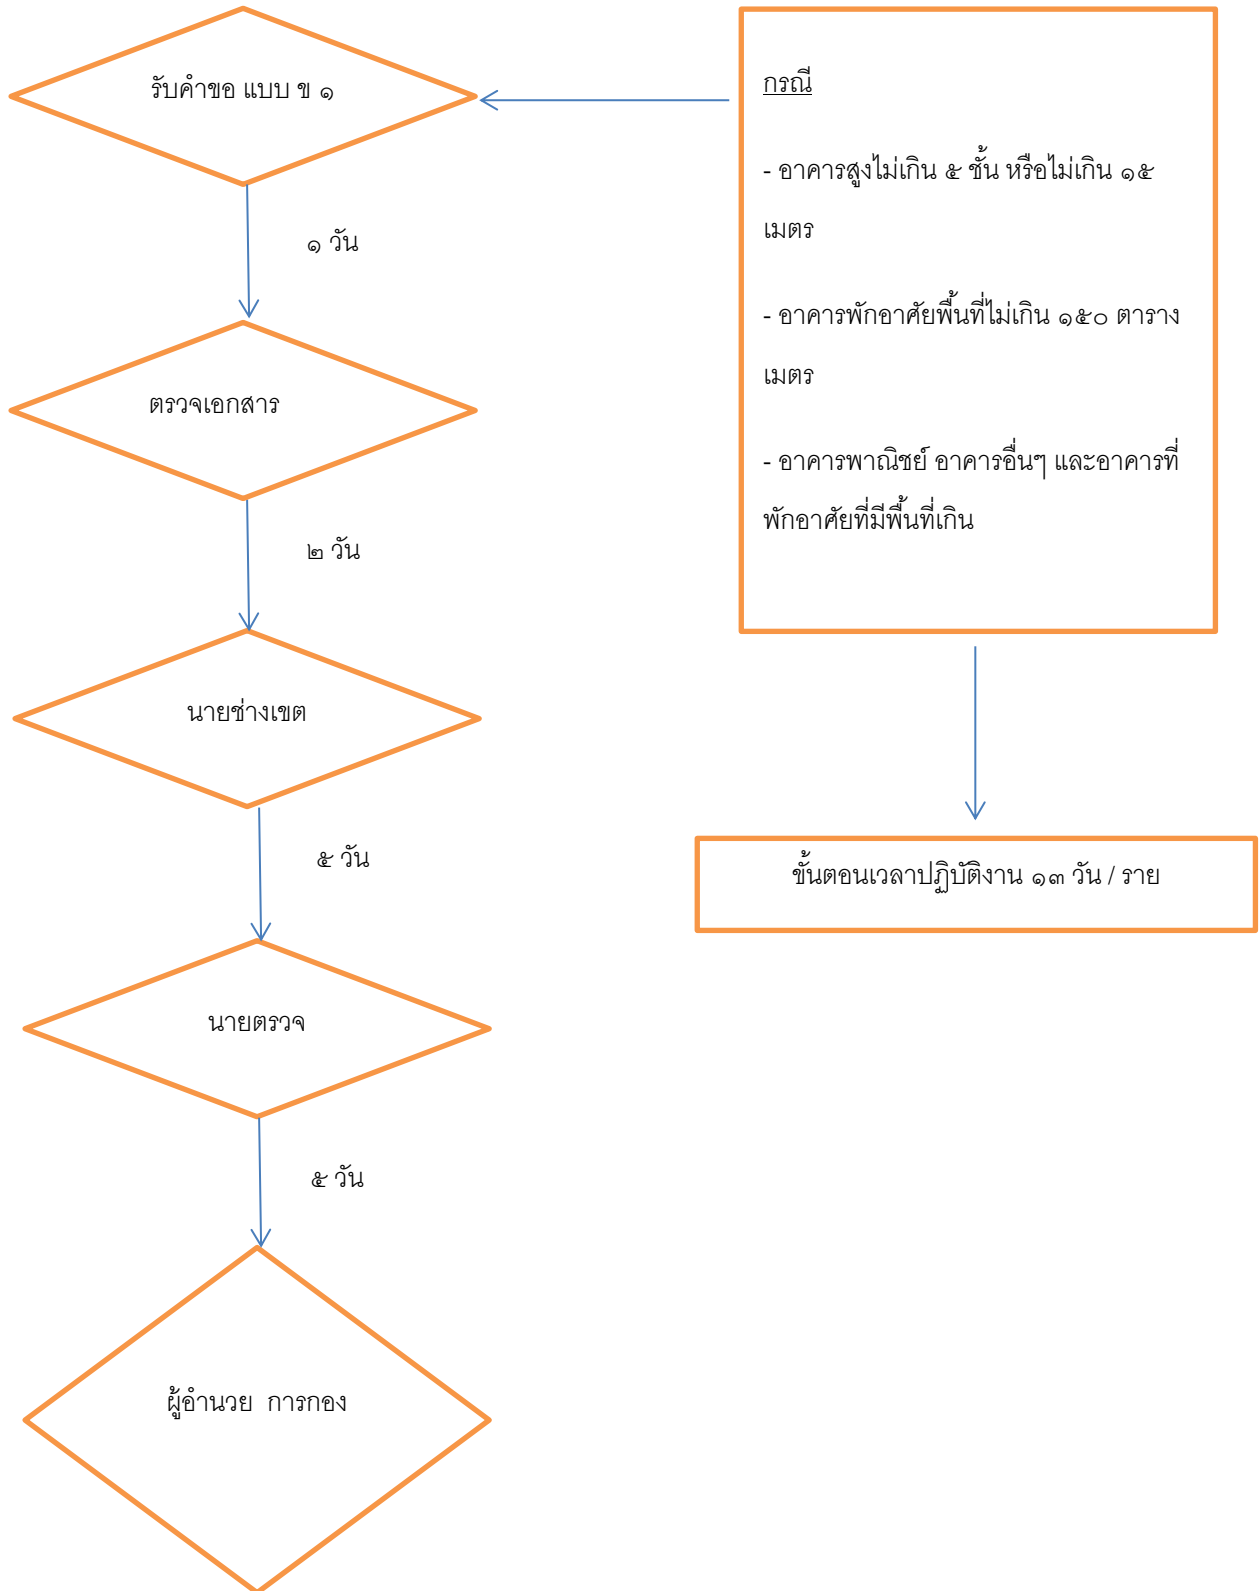 รับคำขอ แบบ ข ๑
๑ วัน
ตรวจเอกสาร
๒ วัน
นายช่างเขต
๕ วัน
นายตรวจ
๕ วัน
ผู้อำนวย การกอง
กรณี
- อาคารสูงไม่เกิน ๕ ชั้น หรือไม่เกิน ๑๕
เมตร
- อาคารพักอาศัยพื้นที่ไม่เกิน ๑๕๐ ตาราง
เมตร
- อาคารพาณิชย์ อาคารอื่นๆ และอาคารที่
พักอาศัยที่มีพื้นที่เกิน
ขั้นตอนเวลาปฏิบัติงาน ๑๓ วัน / ราย